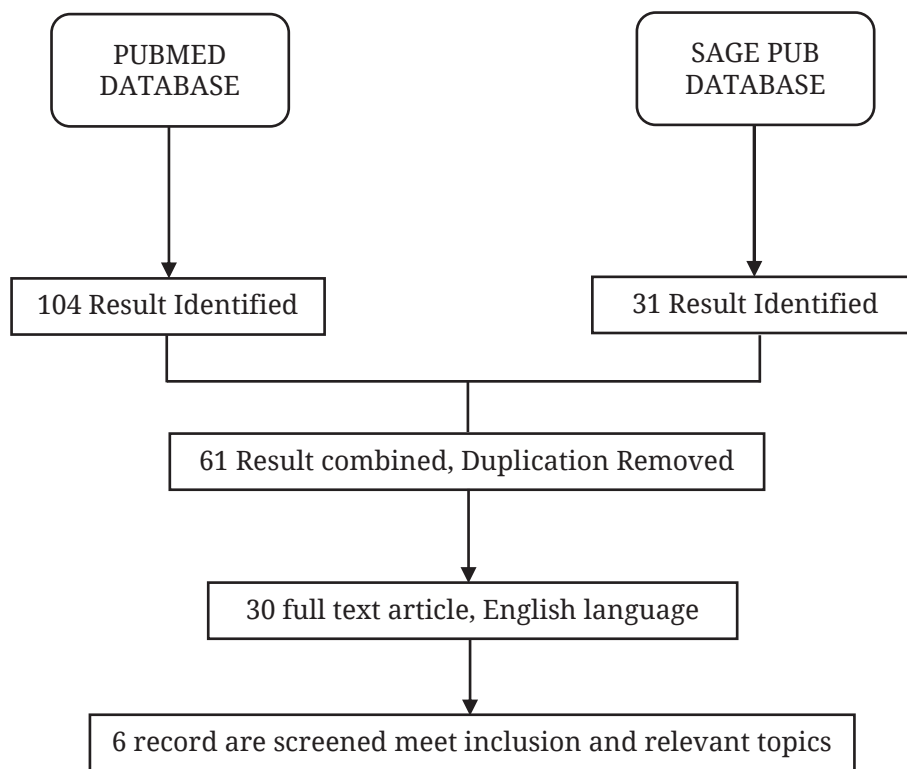 PUBMED
DATABASE
SAGE PUB
DATABASE
104 Result Identified
31 Result Identified
61 Result combined, Duplication Removed
30 full text article, English language
6 record are screened meet inclusion and relevant topics